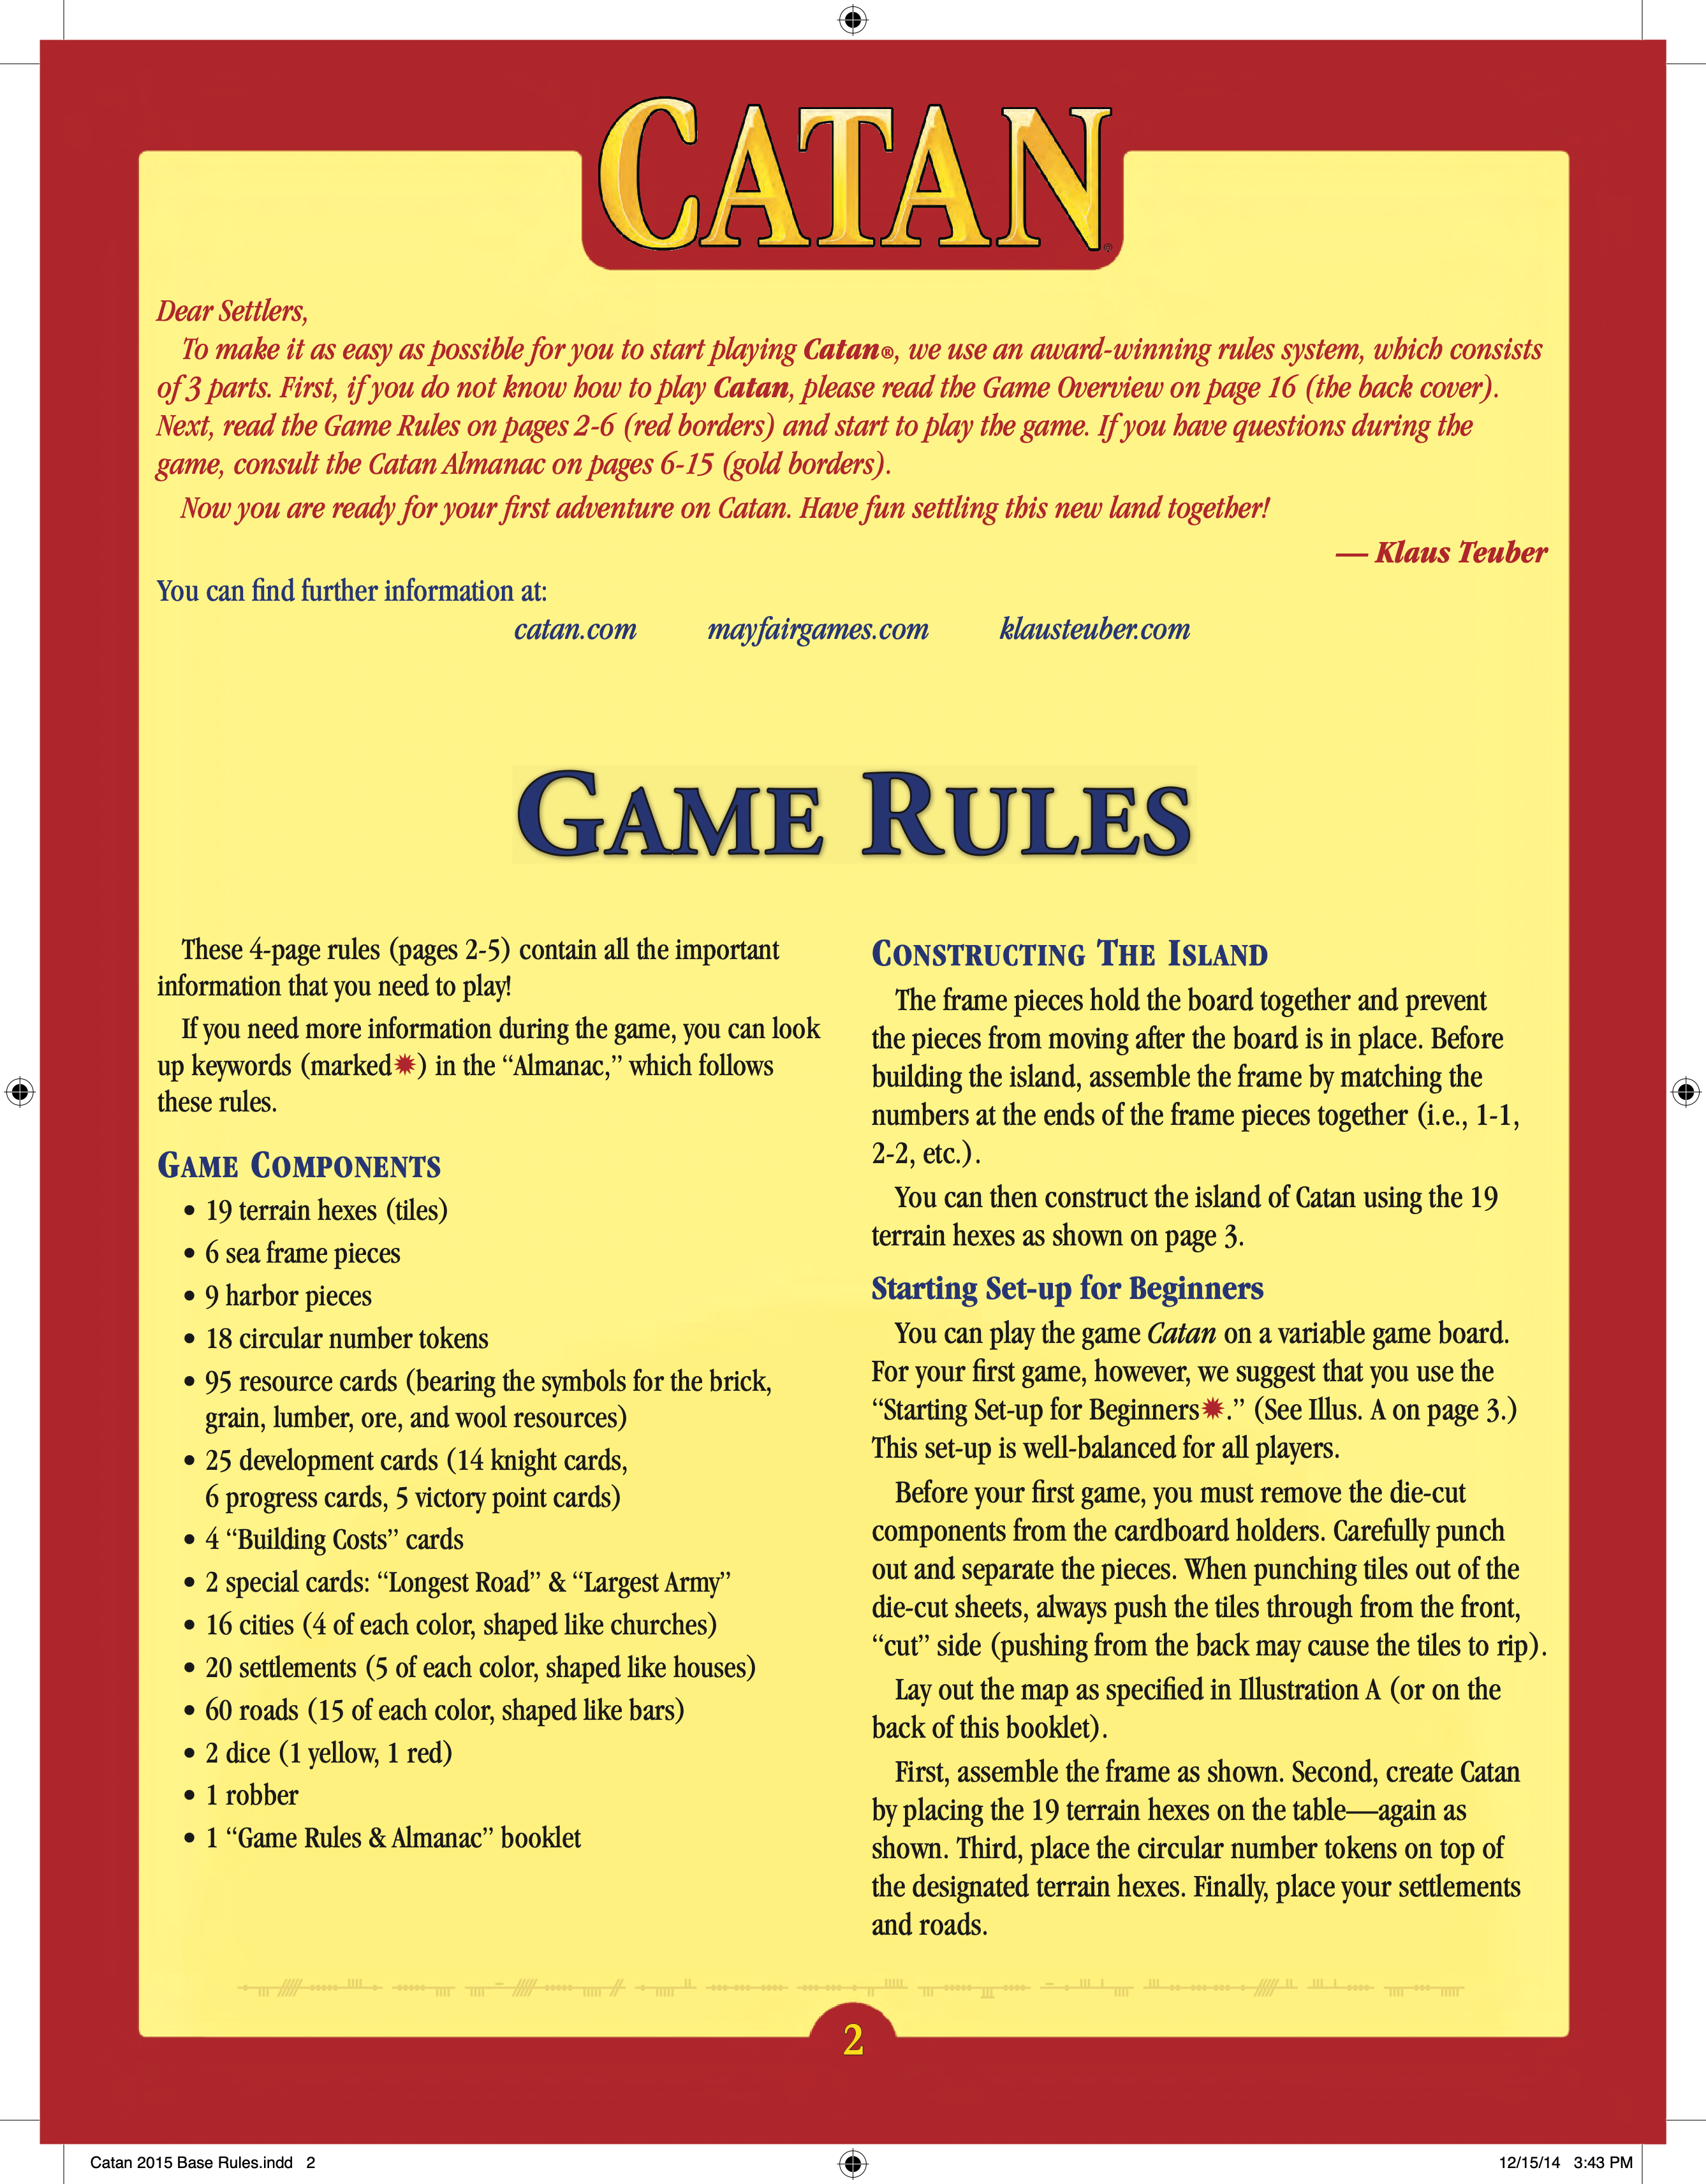 CATAN®
Dear Settlers,
To make it as easy as possible for you to start playing Catan®, we use an award-winning rules system, which consists
of 3 parts. First, if you do not know how to play Catan, please read the Game Overview on page 16 (the back cover).
Next, read the Game Rules on pages 2-6 (red borders) and start to play the game. If you have questions during the
game, consult the Catan Almanac on pages 6-15 (gold borders).
Now you are ready for your first adventure on Catan. Have fun settling this new land together!
— Klaus Teuber
You can find further information at:
catan.com mayfairgames.com klausteuber.com
GAME RULES
These 4-page rules (pages 2-5) contain all the important
information that you need to play!
If you need more information during the game, you can look
up keywords (marked✹) in the “Almanac,” which follows
these rules.
GAME COMPONENTS
• 19 terrain hexes (tiles)
• 6 sea frame pieces
• 9 harbor pieces
• 18 circular number tokens
• 95 resource cards (bearing the symbols for the brick,
grain, lumber, ore, and wool resources)
• 25 development cards (14 knight cards,
6 progress cards, 5 victory point cards)
• 4 “Building Costs” cards
• 2 special cards: “Longest Road” & “Largest Army”
• 16 cities (4 of each color, shaped like churches)
• 20 settlements (5 of each color, shaped like houses)
• 60 roads (15 of each color, shaped like bars)
• 2 dice (1 yellow, 1 red)
• 1 robber
• 1 “Game Rules & Almanac” booklet
CONSTRUCTING THE ISLAND
The frame pieces hold the board together and prevent
the pieces from moving after the board is in place. Before
building the island, assemble the frame by matching the
numbers at the ends of the frame pieces together (i.e., 1-1,
2-2, etc.).
You can then construct the island of Catan using the 19
terrain hexes as shown on page 3.
Starting Set-up for Beginners
You can play the game Catan on a variable game board.
For your first game, however, we suggest that you use the
“Starting Set-up for Beginners✹.” (See Illus. A on page 3.)
This set-up is well-balanced for all players.
Before your first game, you must remove the die-cut
components from the cardboard holders. Carefully punch
out and separate the pieces. When punching tiles out of the
die-cut sheets, always push the tiles through from the front,
“cut” side (pushing from the back may cause the tiles to rip).
Lay out the map as specified in Illustration A (or on the
back of this booklet).
First, assemble the frame as shown. Second, create Catan
by placing the 19 terrain hexes on the table—again as
shown. Third, place the circular number tokens on top of
the designated terrain hexes. Finally, place your settlements
and roads.
2
Catan 2015 Base Rules.indd 2
12/15/14 3:43 PM